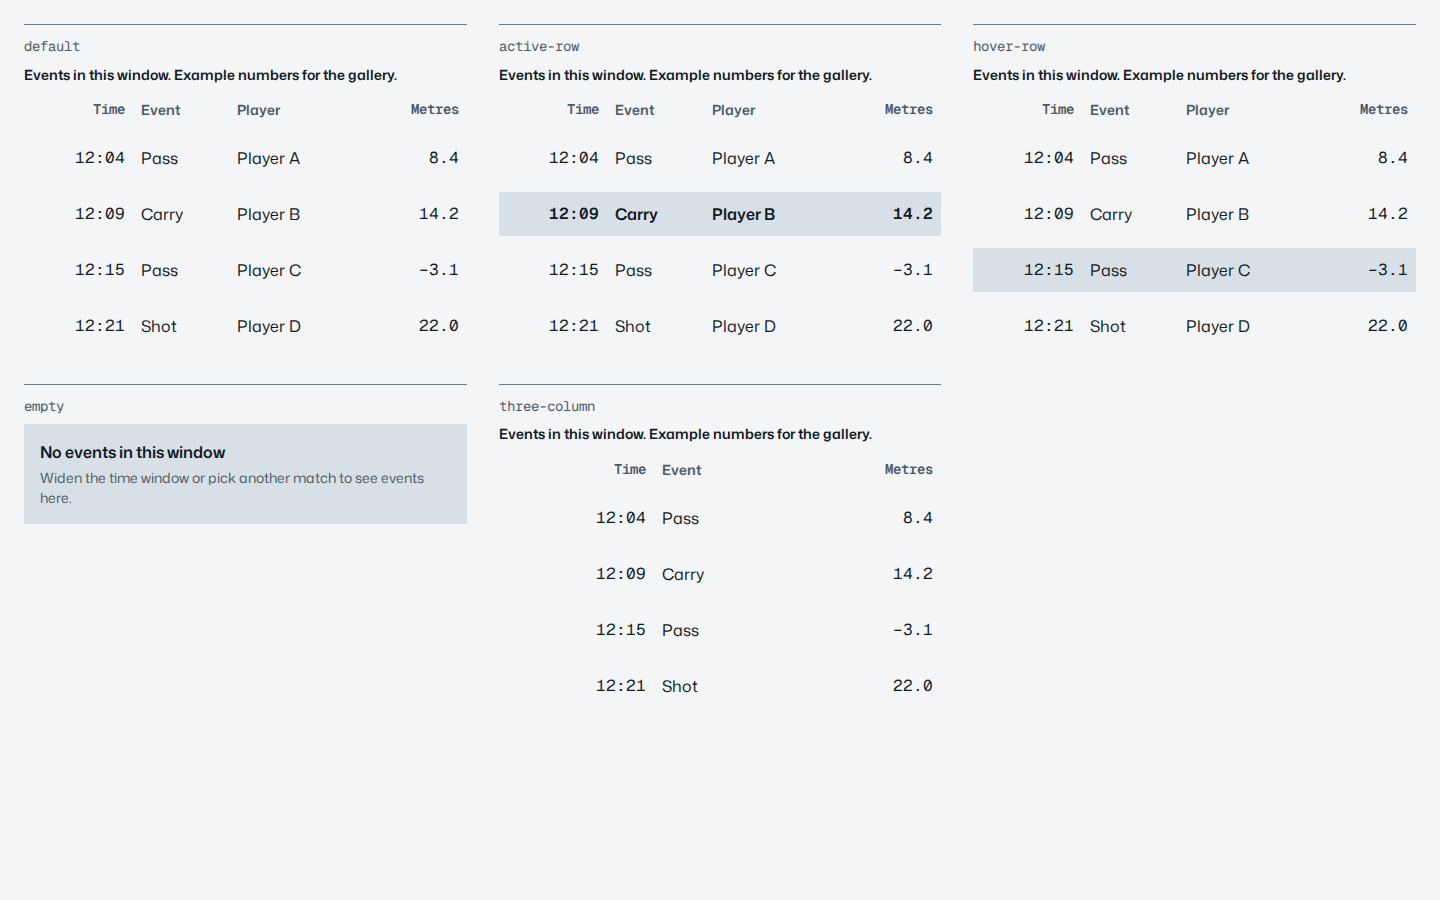 default
Events in this window. Example numbers for the gallery.
Time Event Player Metres
12:04 Pass Player A 8.4
12:09 Carry Player B 14.2
12:15 Pass Player C −3.1
12:21 Shot Player D 22.0
active-row
Events in this window. Example numbers for the gallery.
Time Event Player Metres
12:04 Pass Player A 8.4
12:09 Carry Player B 14.2
12:15 Pass Player C −3.1
12:21 Shot Player D 22.0
hover-row
Events in this window. Example numbers for the gallery.
Time Event Player Metres
12:04 Pass Player A 8.4
12:09 Carry Player B 14.2
12:15 Pass Player C −3.1
12:21 Shot Player D 22.0
empty
No events in this window
Widen the time window or pick another match to see events
here.
three-column
Events in this window. Example numbers for the gallery.
Time Event Metres
12:04 Pass 8.4
12:09 Carry 14.2
12:15 Pass −3.1
12:21 Shot 22.0